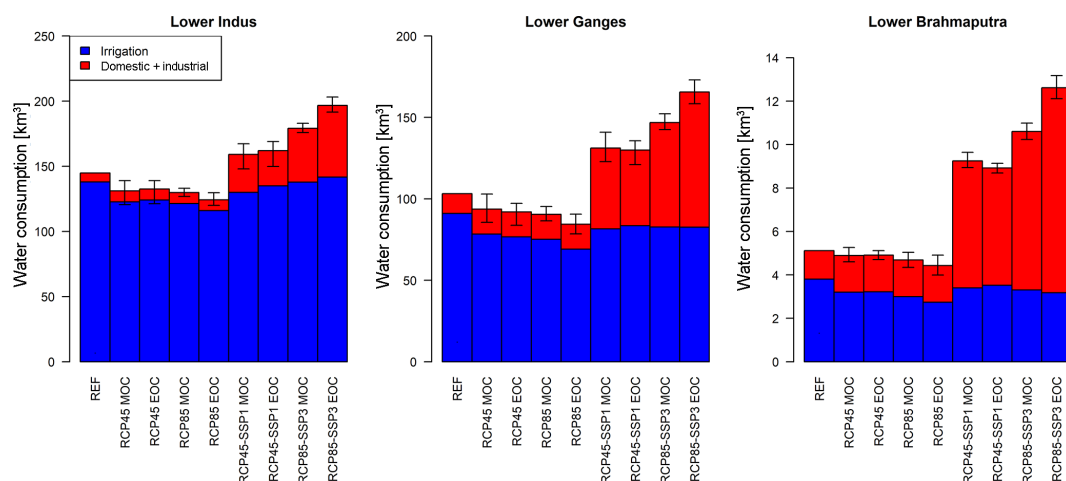 Lower Indus
Lower Ganges
Lower Brahmaputra
Water consumption [km³]
250
200
150
100
50
0
Irrigation
Domestic + industrial
REF
RCP45 MOC
RCP45 EOC
RCP85 MOC
RCP85 EOC
RCP45-SSP1 MOC
RCP45-SSP1 EOC
RCP85-SSP3 MOC
RCP85-SSP3 EOC
Water consumption [km³]
200
150
100
50
0
REF
RCP45 MOC
RCP45 EOC
RCP85 MOC
RCP85 EOC
RCP45-SSP1 MOC
RCP45-SSP1 EOC
RCP85-SSP3 MOC
RCP85-SSP3 EOC
Water consumption [km³]
14
12
10
8
6
4
2
0
REF
RCP45 MOC
RCP45 EOC
RCP85 MOC
RCP85 EOC
RCP45-SSP1 MOC
RCP45-SSP1 EOC
RCP85-SSP3 MOC
RCP85-SSP3 EOC